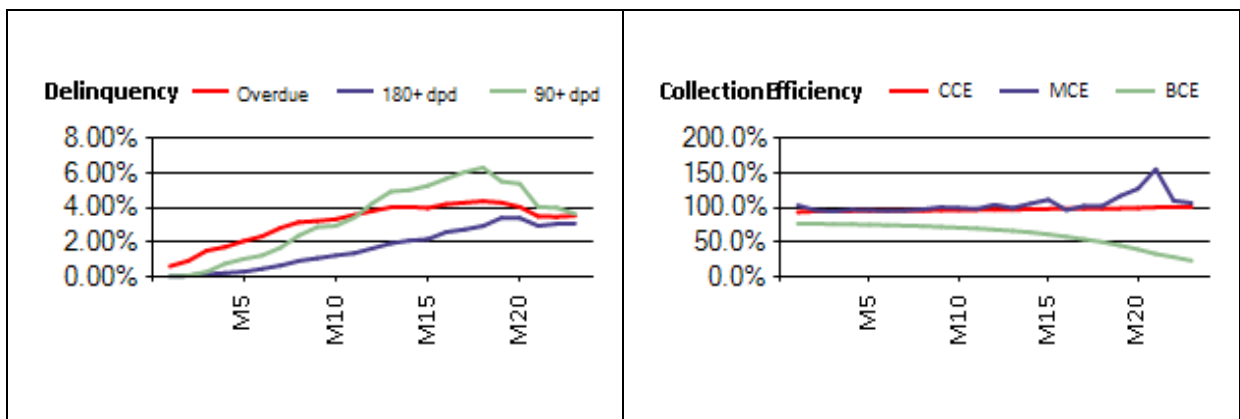 Delinquency Overdue 180+ dpd 90+ dpd
8.00%
6.00%
4.00%
2.00%
0.00%
M5
M10
M15
M20
Collection Efficiency CCE MCE BCE
200.0%
150.0%
100.0%
50.0%
0.0%
M5
M10
M15
M20